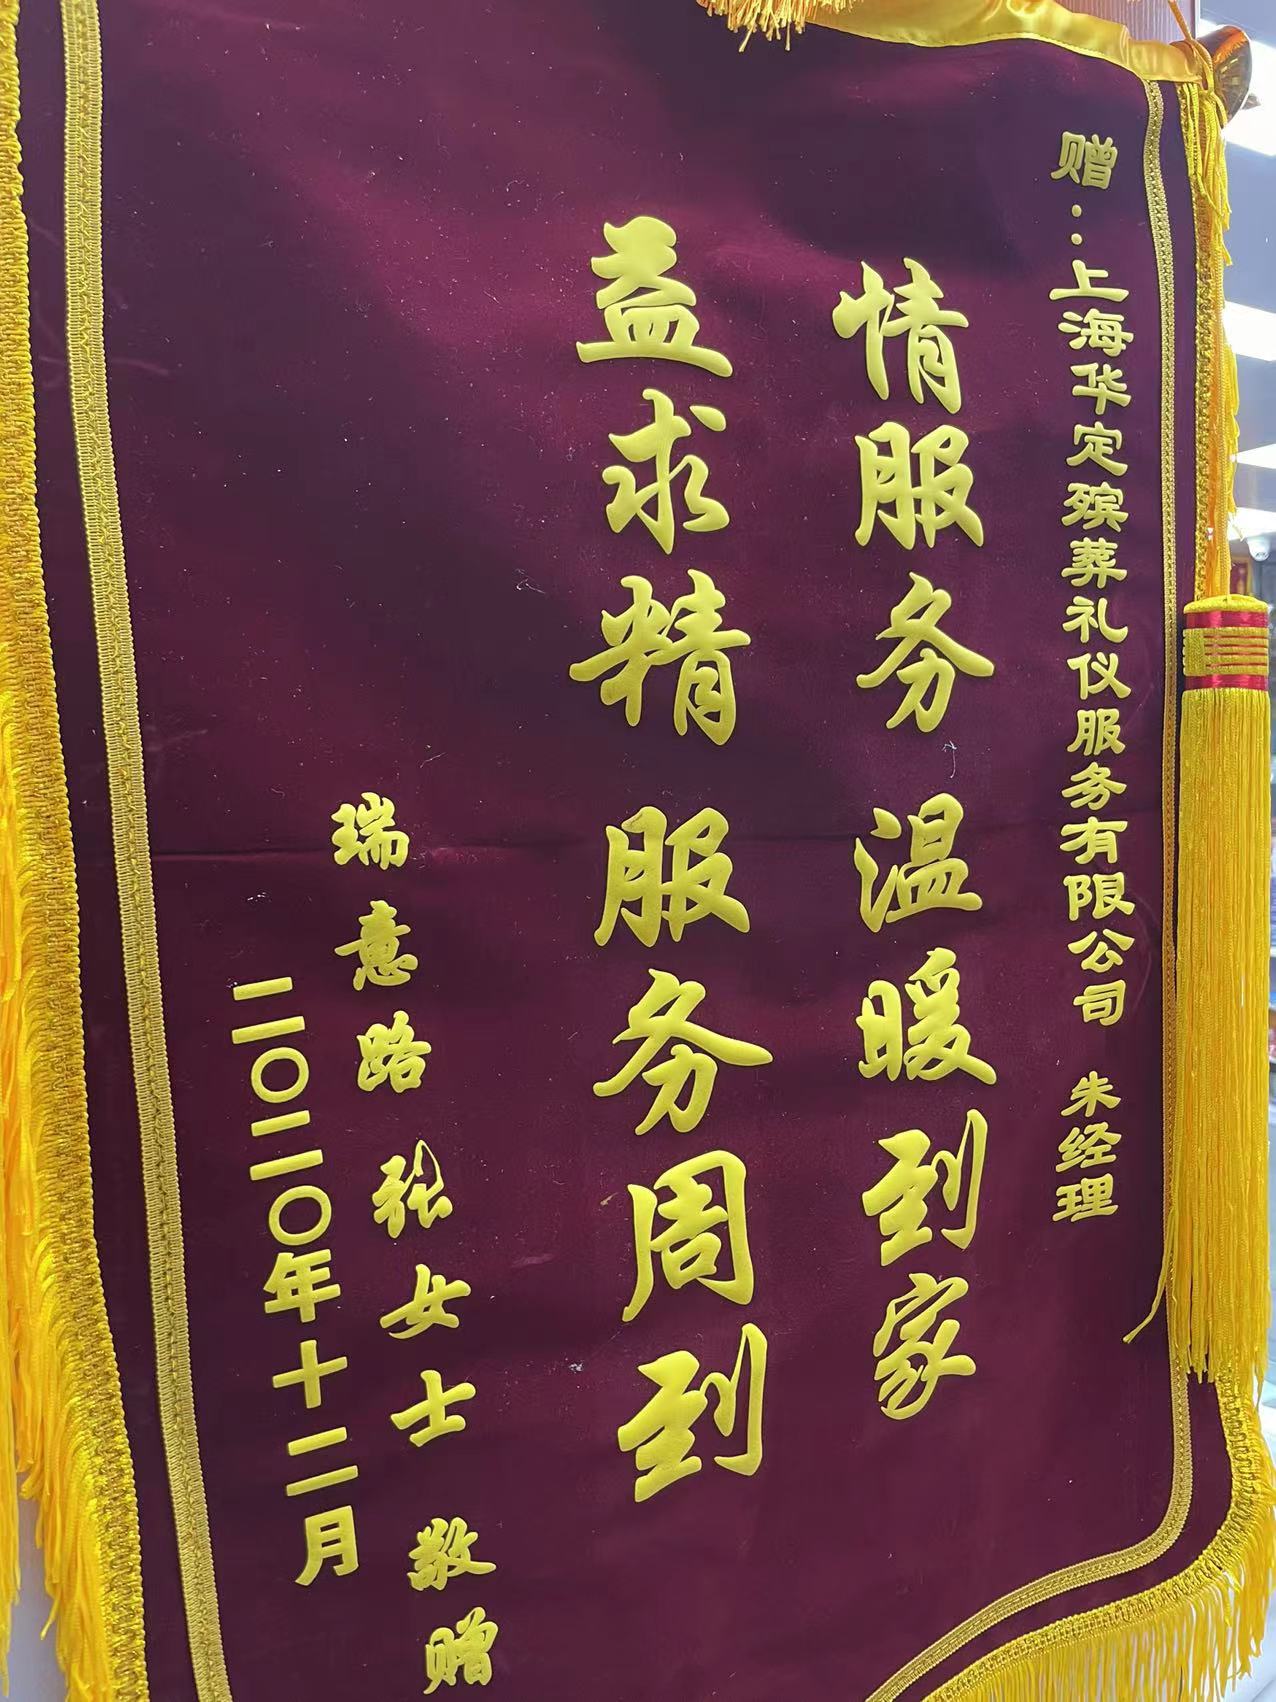 赠：上海华定殡葬礼仪服务有限公司 朱经理
情服务 温暖到家
益求精 服务周到
瑞意路 张女士 敬赠
二〇二〇年十二月